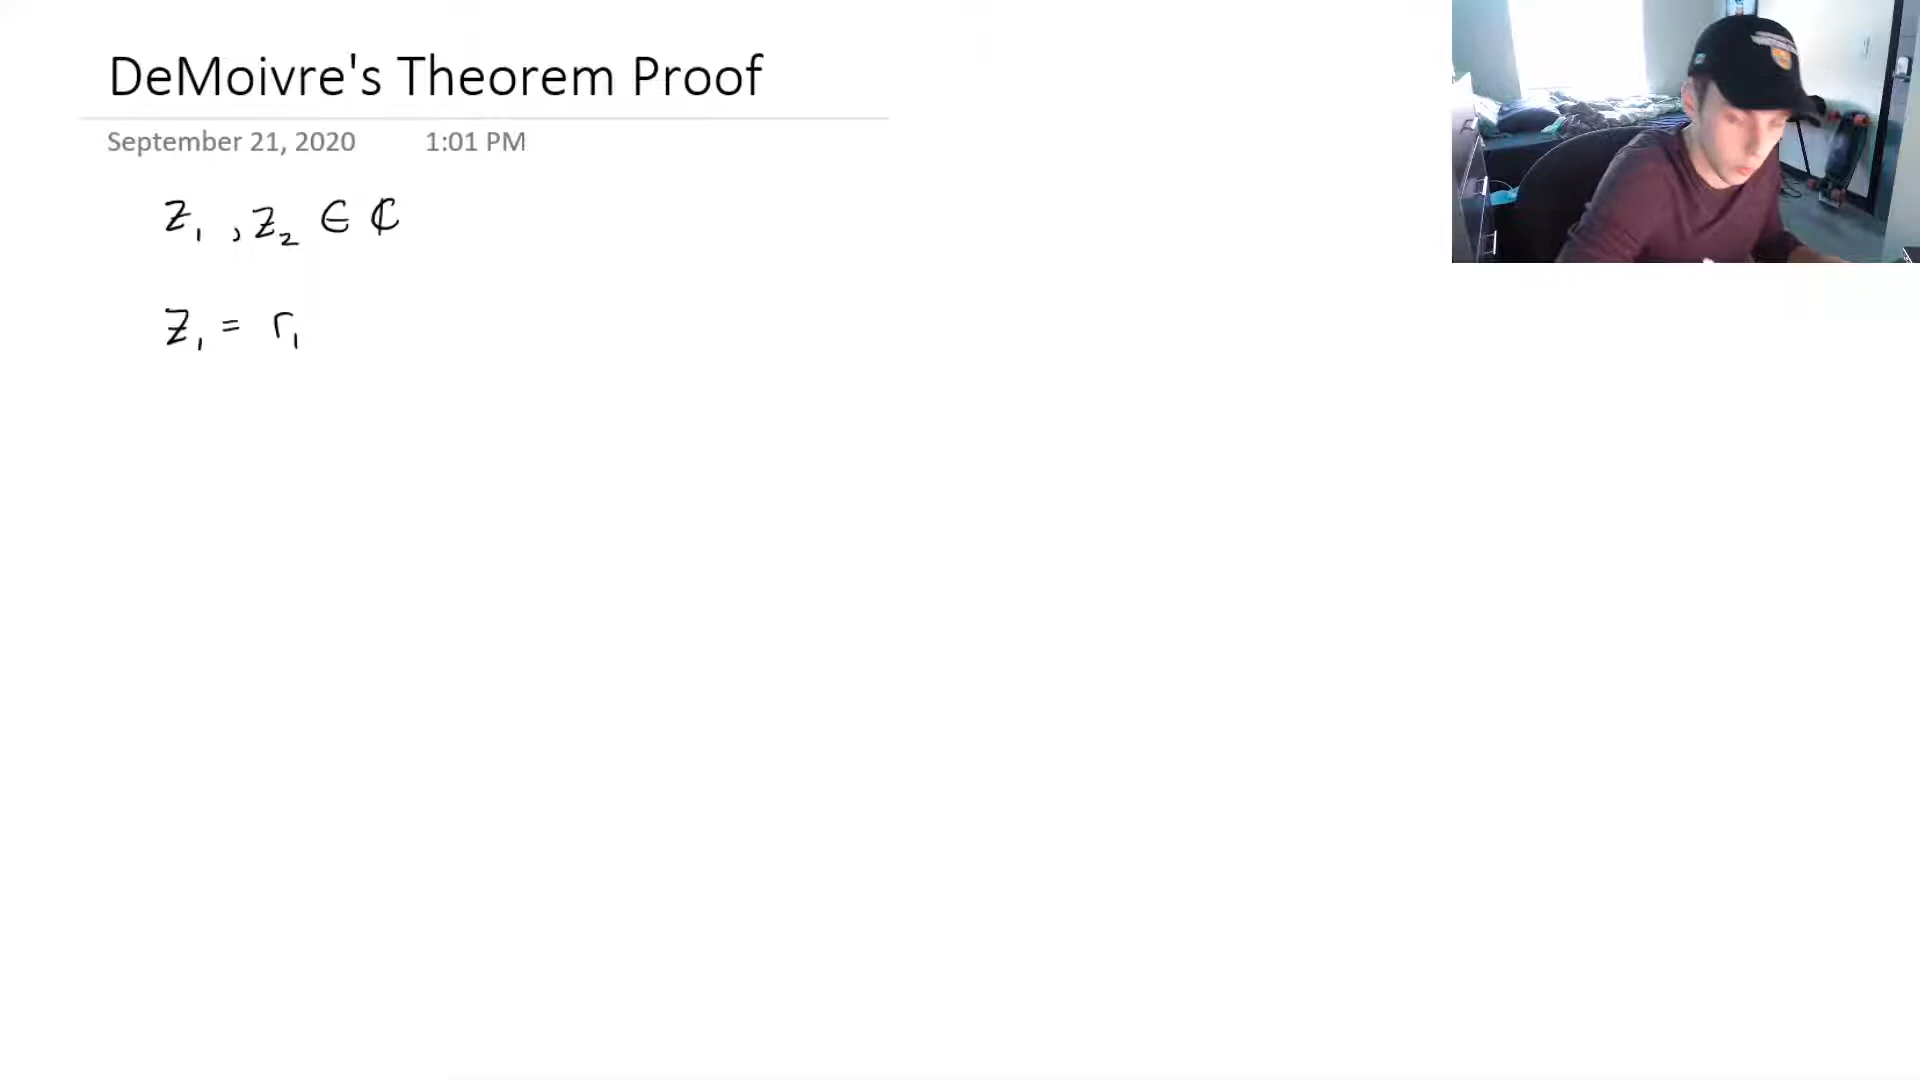 DeMoivre's Theorem Proof
September 21, 2020 1:01 PM
z₁ , z₂ ∈ ℂ
z₁ = r₁